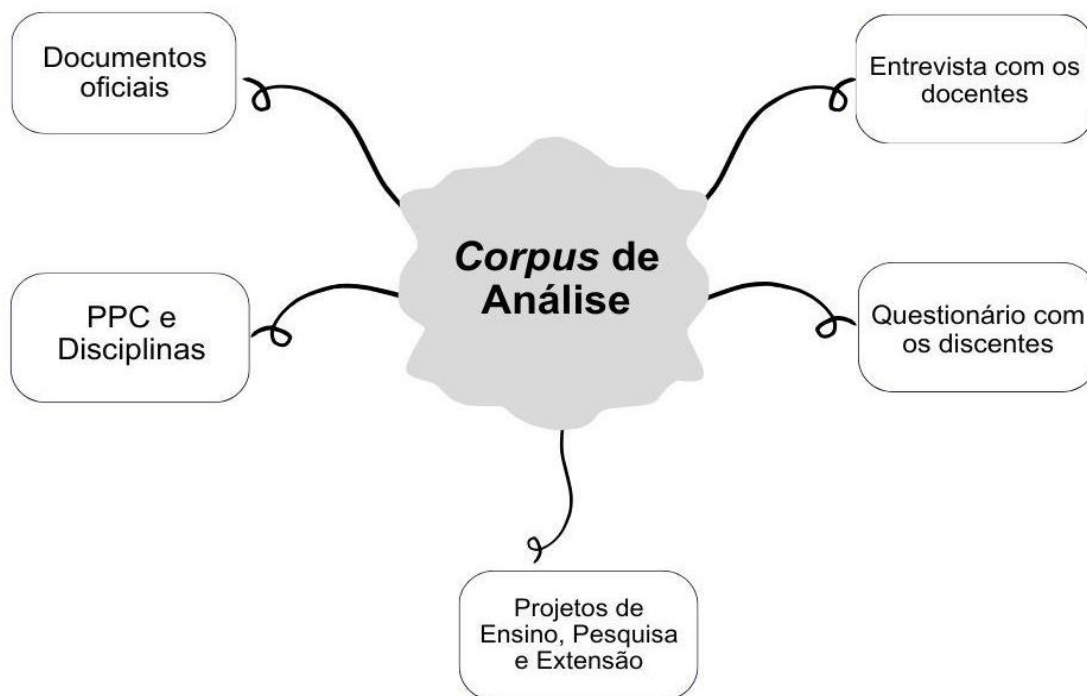 Documentos
oficiais
Entrevista com os
docentes
Corpus de
Análise
PPC e
Disciplinas
Questionário com
os discentes
Projetos de
Ensino, Pesquisa
e Extensão